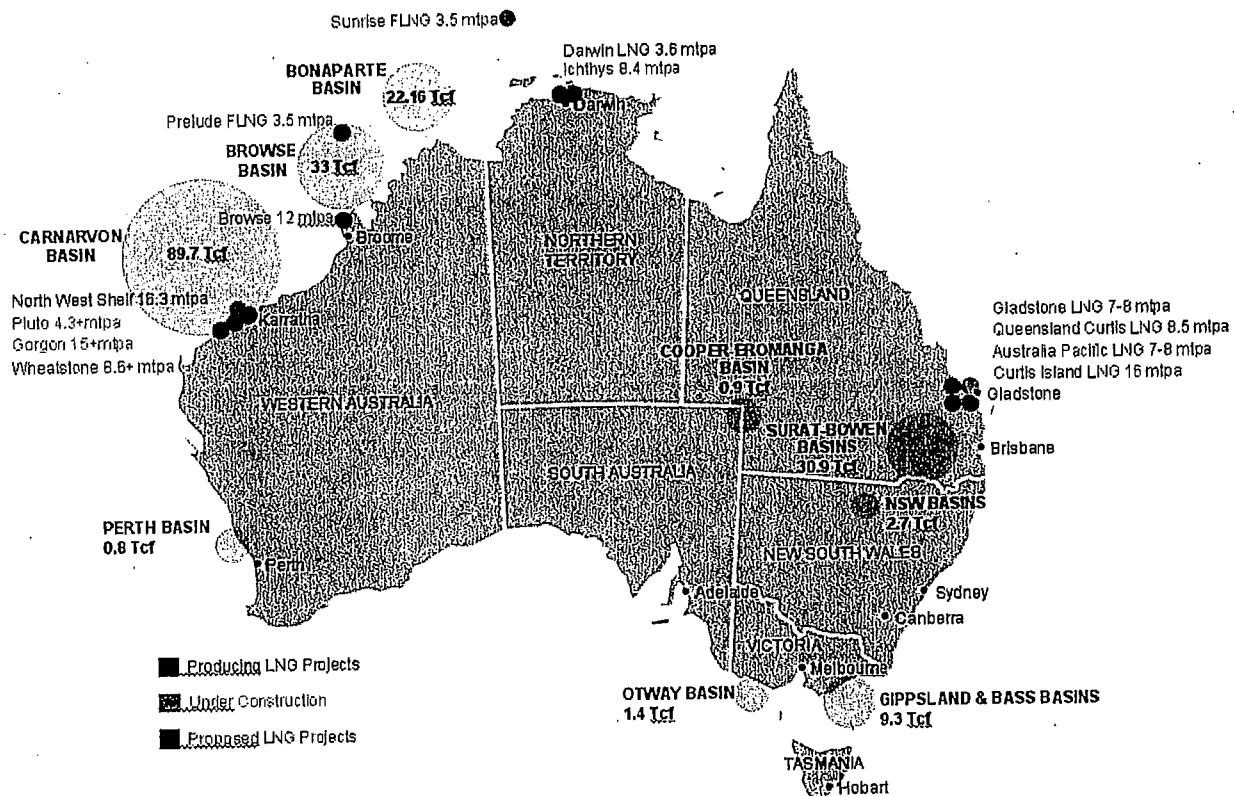 Sunrise FLNG 3.5 mtpa
Darwin LNG 3.6 mtpa
Ichthys 8.4 mtpa
BONAPARTE
BASIN
22.16 Tcf
Darwin
Prelude FLNG 3.5 mtpa
BROWSE
BASIN
33 Tcf
Browse 12 mtpa
Broome
CARNARVON
BASIN
89.7 Tcf
NORTHERN
TERRITORY
QUEENSLAND
North West Shelf 16.3 mtpa
Pluto 4.3+mtpa
Gorgon 15+mtpa
Wheatstone 8.6+ mtpa
Karratha
Gladstone LNG 7-8 mtpa
Queensland Curtis LNG 8.5 mtpa
Australia Pacific LNG 7-8 mtpa
Curtis Island LNG 16 mtpa
Gladstone
COOPER EROMANGA
BASIN
0.9 Tcf
WESTERN AUSTRALIA
SURAT-BOWEN
BASINS
30.9 Tcf
Brisbane
SOUTH AUSTRALIA
NSW BASINS
2.7 Tcf
PERTH BASIN
0.8 Tcf
Perth
NEW SOUTH WALES
Adelaide
Sydney
Canberra
VICTORIA
Melbourne
Producing LNG Projects
Under Construction
Proposed LNG Projects
OTWAY BASIN
1.4 Tcf
GIPPSLAND & BASS BASINS
9.3 Tcf
TASMANIA
Hobart